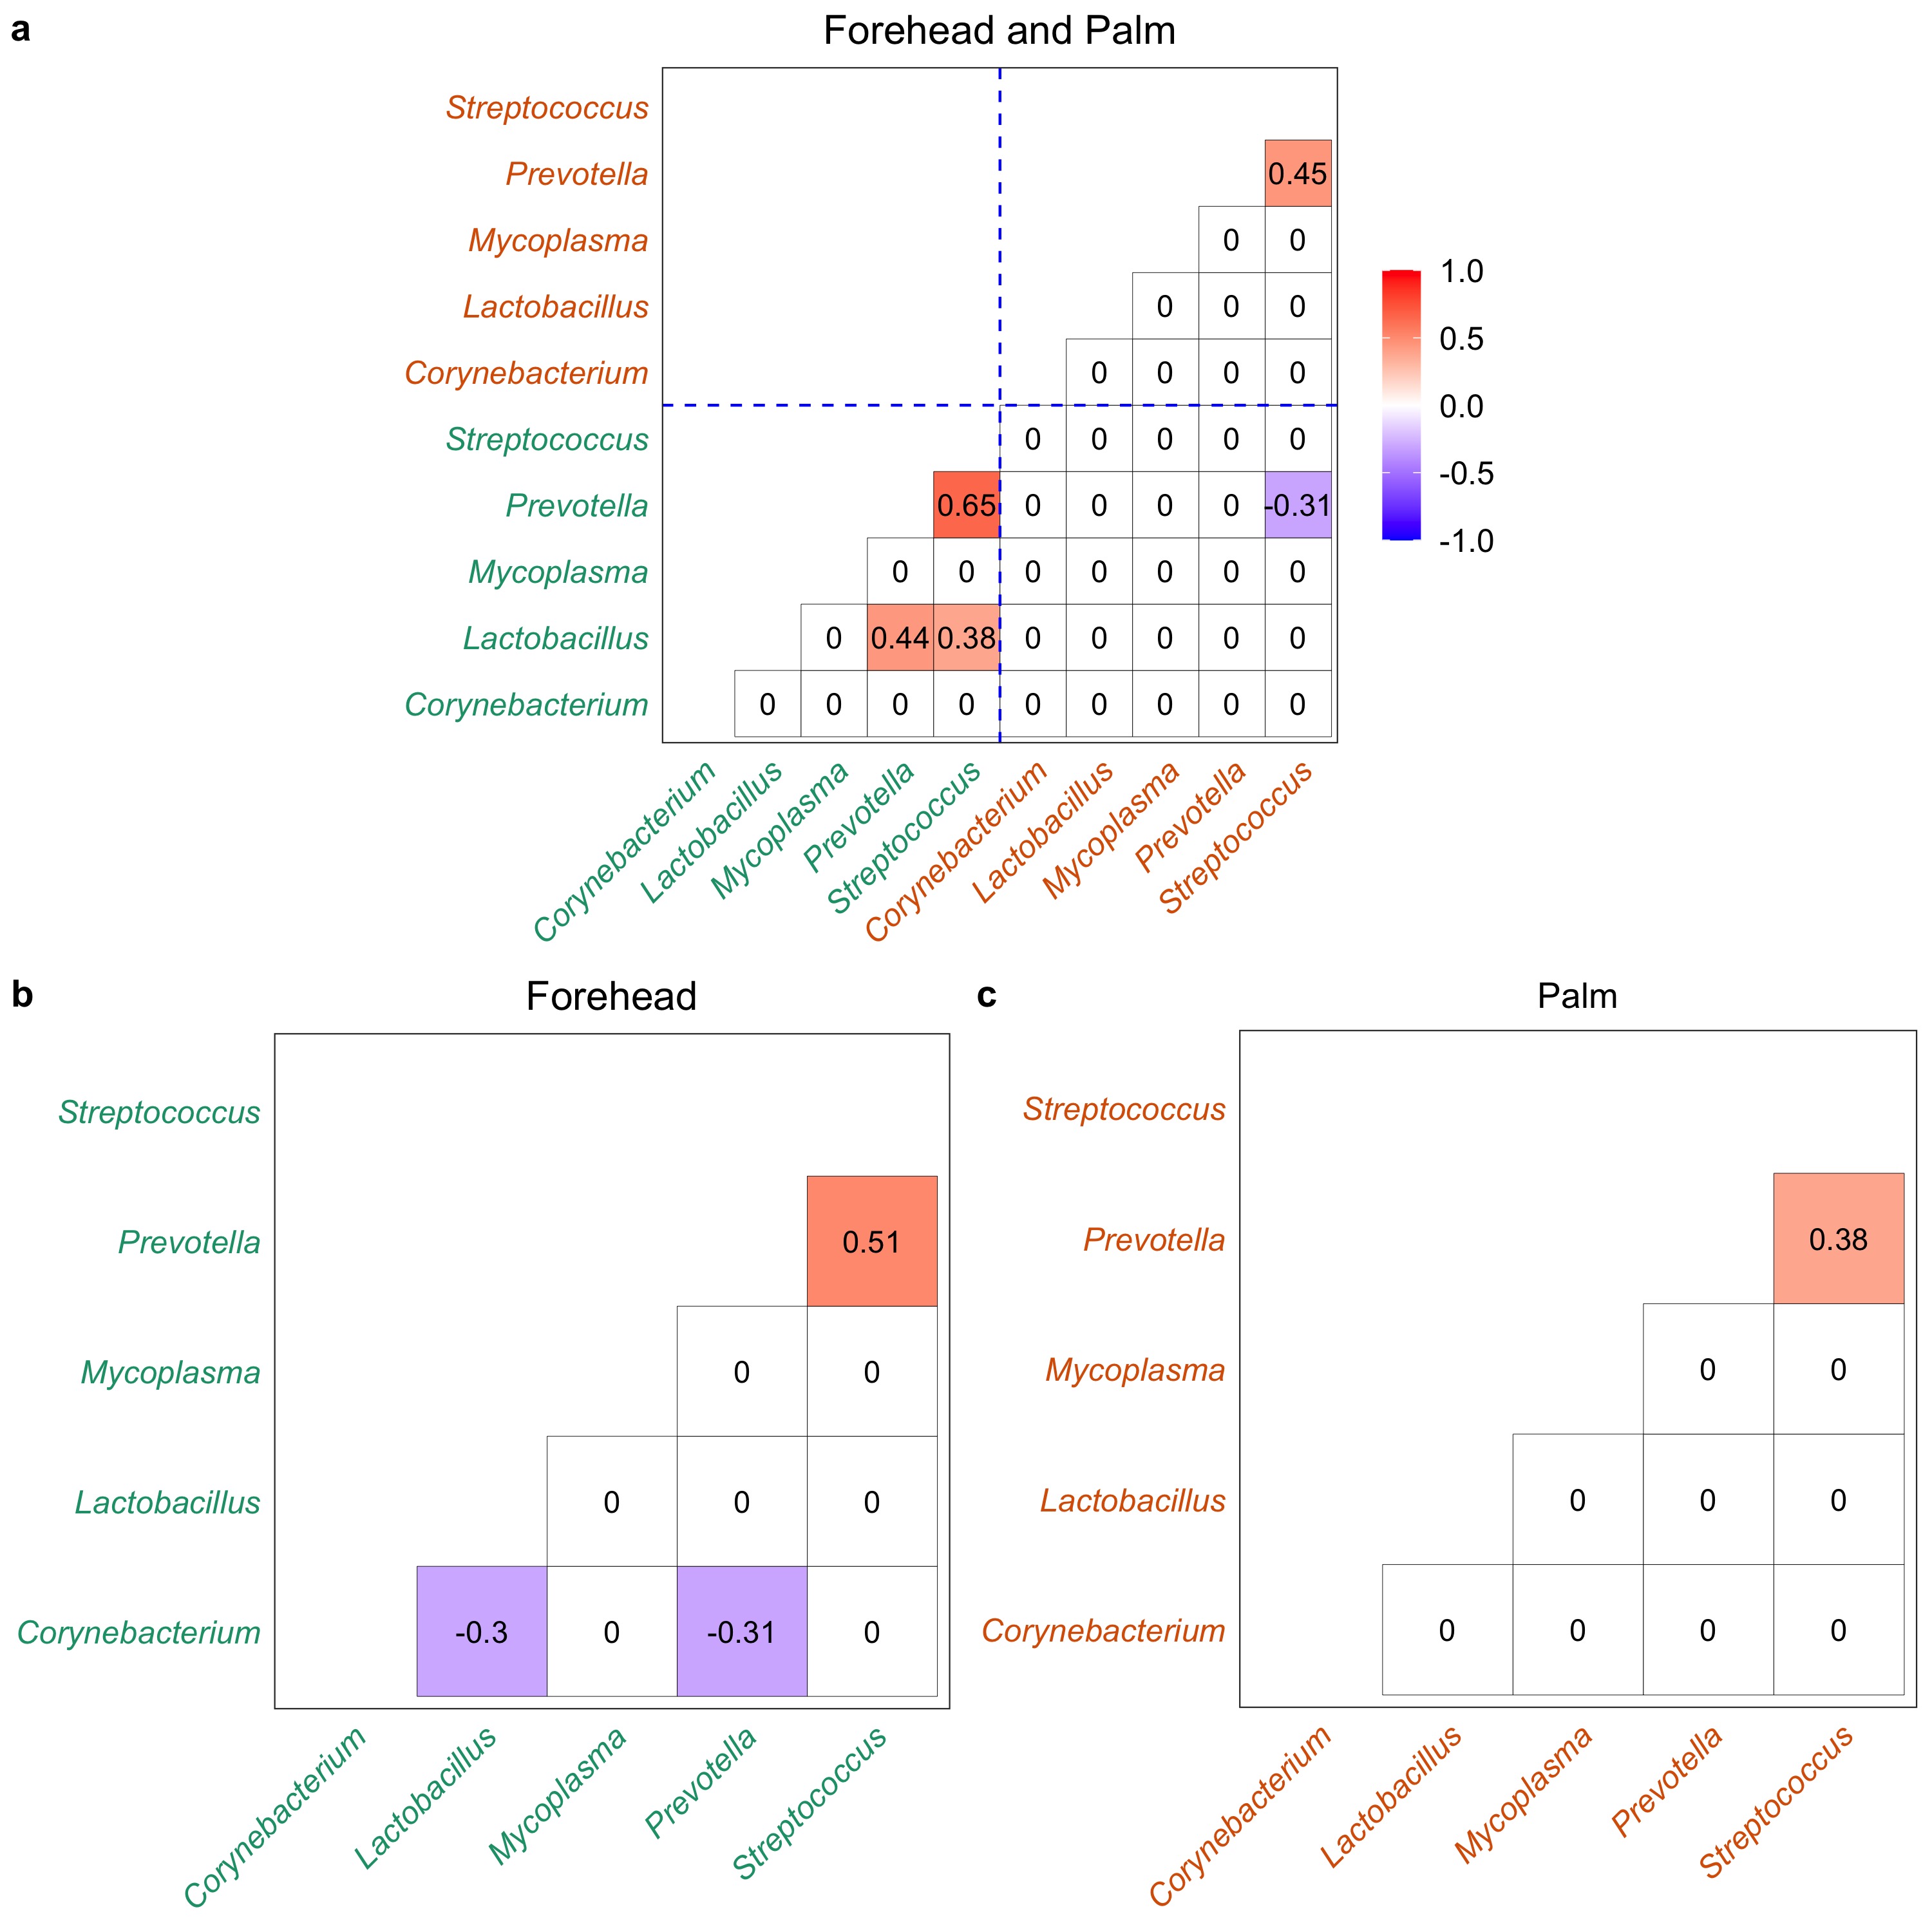 a
Forehead and Palm
Streptococcus
Prevotella 0.45
Mycoplasma 0 0
Lactobacillus 0 0 0
Corynebacterium 0 0 0 0
Streptococcus 0 0 0 0 0
Prevotella 0.65 0 0 0 0 -0.31
Mycoplasma 0 0 0 0 0 0 0
Lactobacillus 0 0.44 0.38 0 0 0 0 0
Corynebacterium 0 0 0 0 0 0 0 0 0
Corynebacterium
Lactobacillus
Mycoplasma
Prevotella
Streptococcus
Corynebacterium
Lactobacillus
Mycoplasma
Prevotella
Streptococcus
1.0
0.5
0.0
-0.5
-1.0
b
Forehead
Streptococcus
Prevotella 0.51
Mycoplasma 0 0
Lactobacillus 0 0 0
Corynebacterium -0.3 0 -0.31 0
Corynebacterium
Lactobacillus
Mycoplasma
Prevotella
Streptococcus
c
Palm
Streptococcus
Prevotella 0.38
Mycoplasma 0 0
Lactobacillus 0 0 0
Corynebacterium 0 0 0 0
Corynebacterium
Lactobacillus
Mycoplasma
Prevotella
Streptococcus